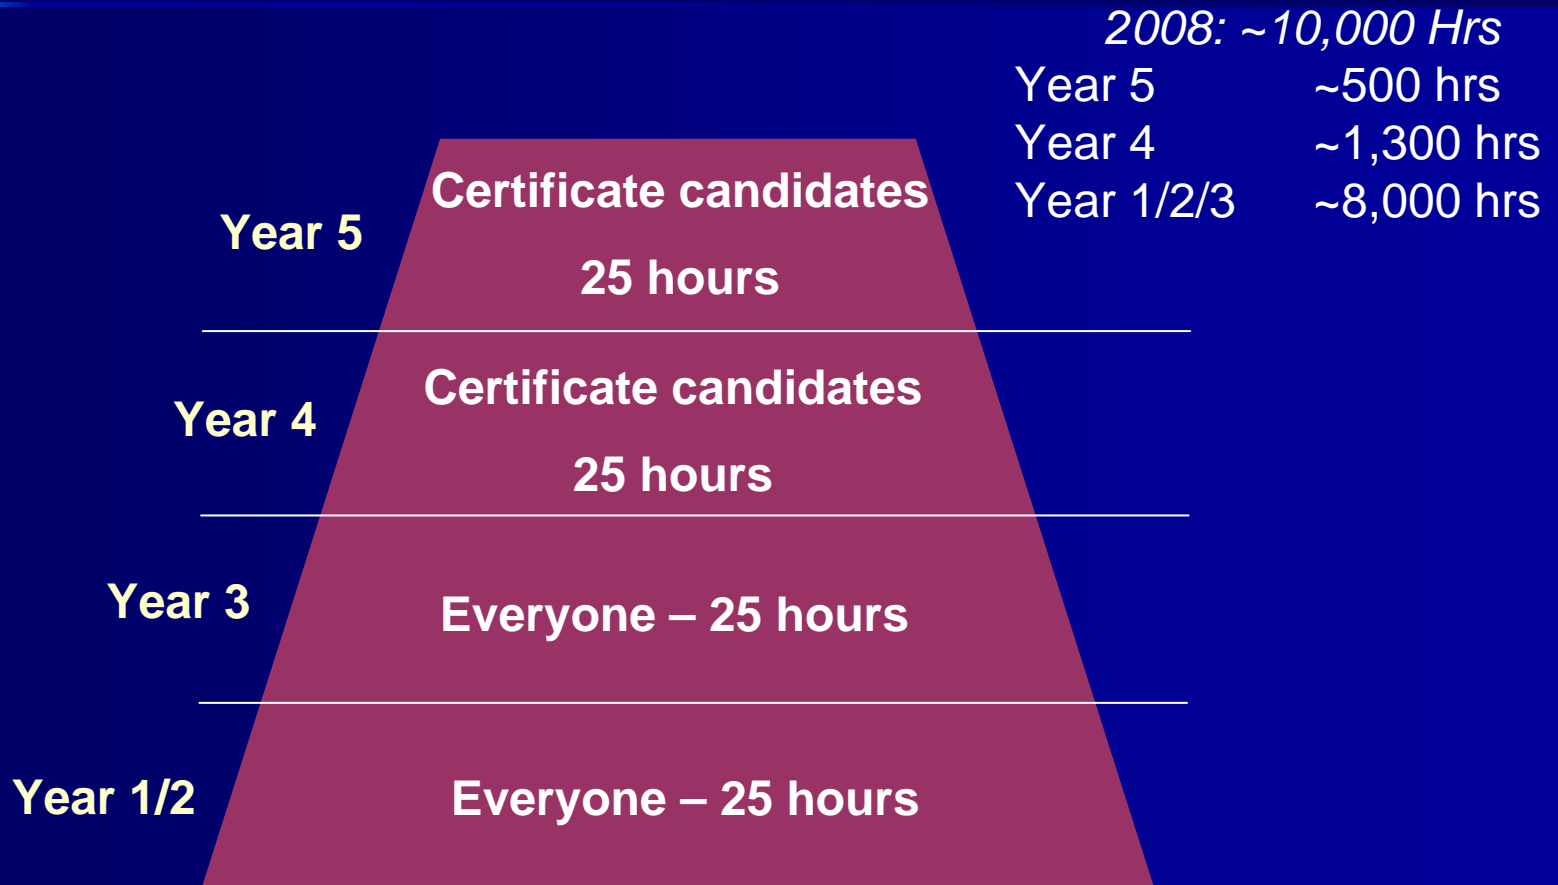 2008: ~10,000 Hrs
Year 5 ~500 hrs
Year 4 ~1,300 hrs
Year 1/2/3 ~8,000 hrs
Year 5
Certificate candidates
25 hours
Year 4
Certificate candidates
25 hours
Year 3
Everyone – 25 hours
Year 1/2
Everyone – 25 hours